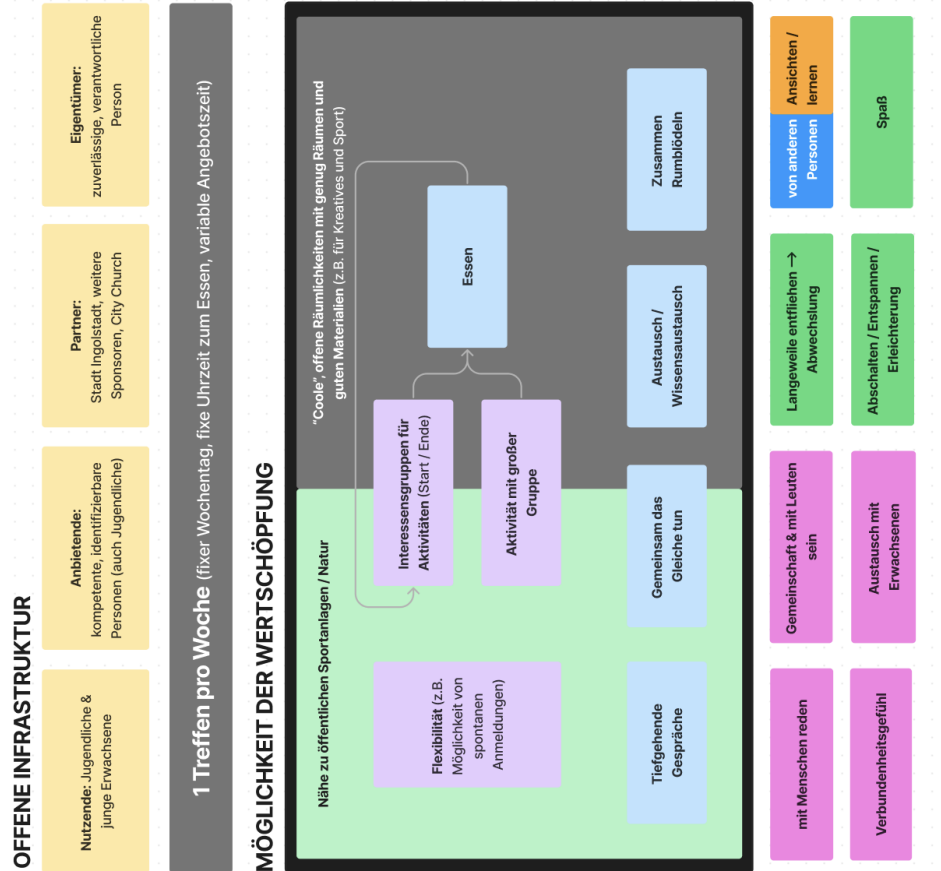 OFFENE INFRASTRUKTUR
Nutzende: Jugendliche &
junge Erwachsene
Anbietende:
kompetente, identifizierbare
Personen (auch Jugendliche)
Partner:
Stadt Ingolstadt, weitere
Sponsoren, City Church
Eigentümer:
zuverlässige, verantwortliche
Person
1 Treffen pro Woche (fixer Wochentag, fixe Uhrzeit zum Essen, variable Angebotszeit)
MÖGLICHKEIT DER WERTSCHÖPFUNG
Nähe zu öffentlichen Sportanlagen / Natur
"Coole", offene Räumlichkeiten mit genug Räumen und
guten Materialien (z.B. für Kreatives und Sport)
Flexibilität (z.B.
Möglichkeit von
spontanen
Anmeldungen)
Interessensgruppen für
Aktivitäten (Start / Ende)
Aktivität mit großer
Gruppe
Essen
Tiefgehende
Gespräche
Gemeinsam das
Gleiche tun
Austausch /
Wissensaustausch
Zusammen
Rumblödeln
mit Menschen reden
Gemeinschaft & mit Leuten
sein
Langeweile entfliehen →
Abwechslung
von anderen
Personen
Ansichten /
lernen
Verbundenheitsgefühl
Austausch mit
Erwachsenen
Abschalten / Entspannen /
Erleichterung
Spaß